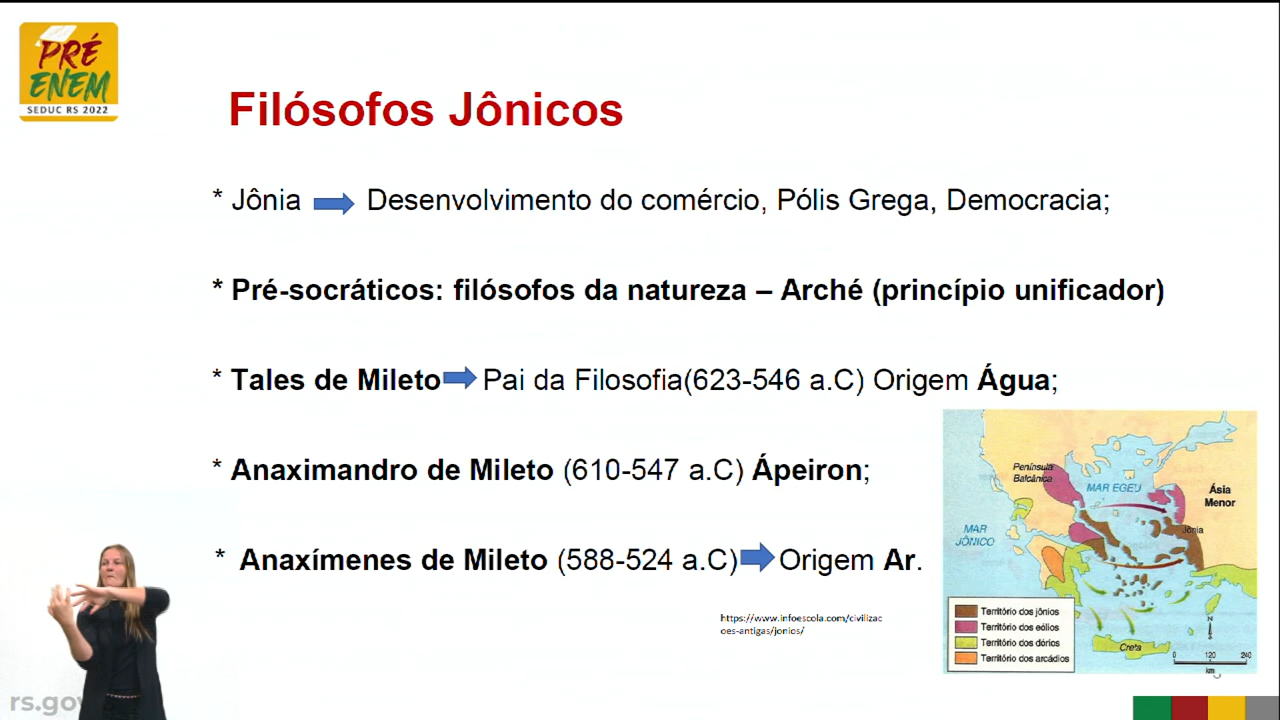 PRÉ
ENEM
SEDUC RS 2022
Filósofos Jônicos
* Jônia Desenvolvimento do comércio, Pólis Grega, Democracia;
* Pré-socráticos: filósofos da natureza – Arché (princípio unificador)
* Tales de Mileto Pai da Filosofia(623-546 a.C) Origem Água;
* Anaximandro de Mileto (610-547 a.C) Ápeiron;
* Anaxímenes de Mileto (588-524 a.C) Origem Ar.
https://www.infoescola.com/civilizac
oes-antigas/jonios/
Península
Balcânica
MAR EGEU
Ásia
Menor
MAR
JÔNICO
Jônia
Território dos jônios
Território dos eólios
Território dos dórios
Território dos arcádios
Creta
N
0 120 240
km
rs.gov